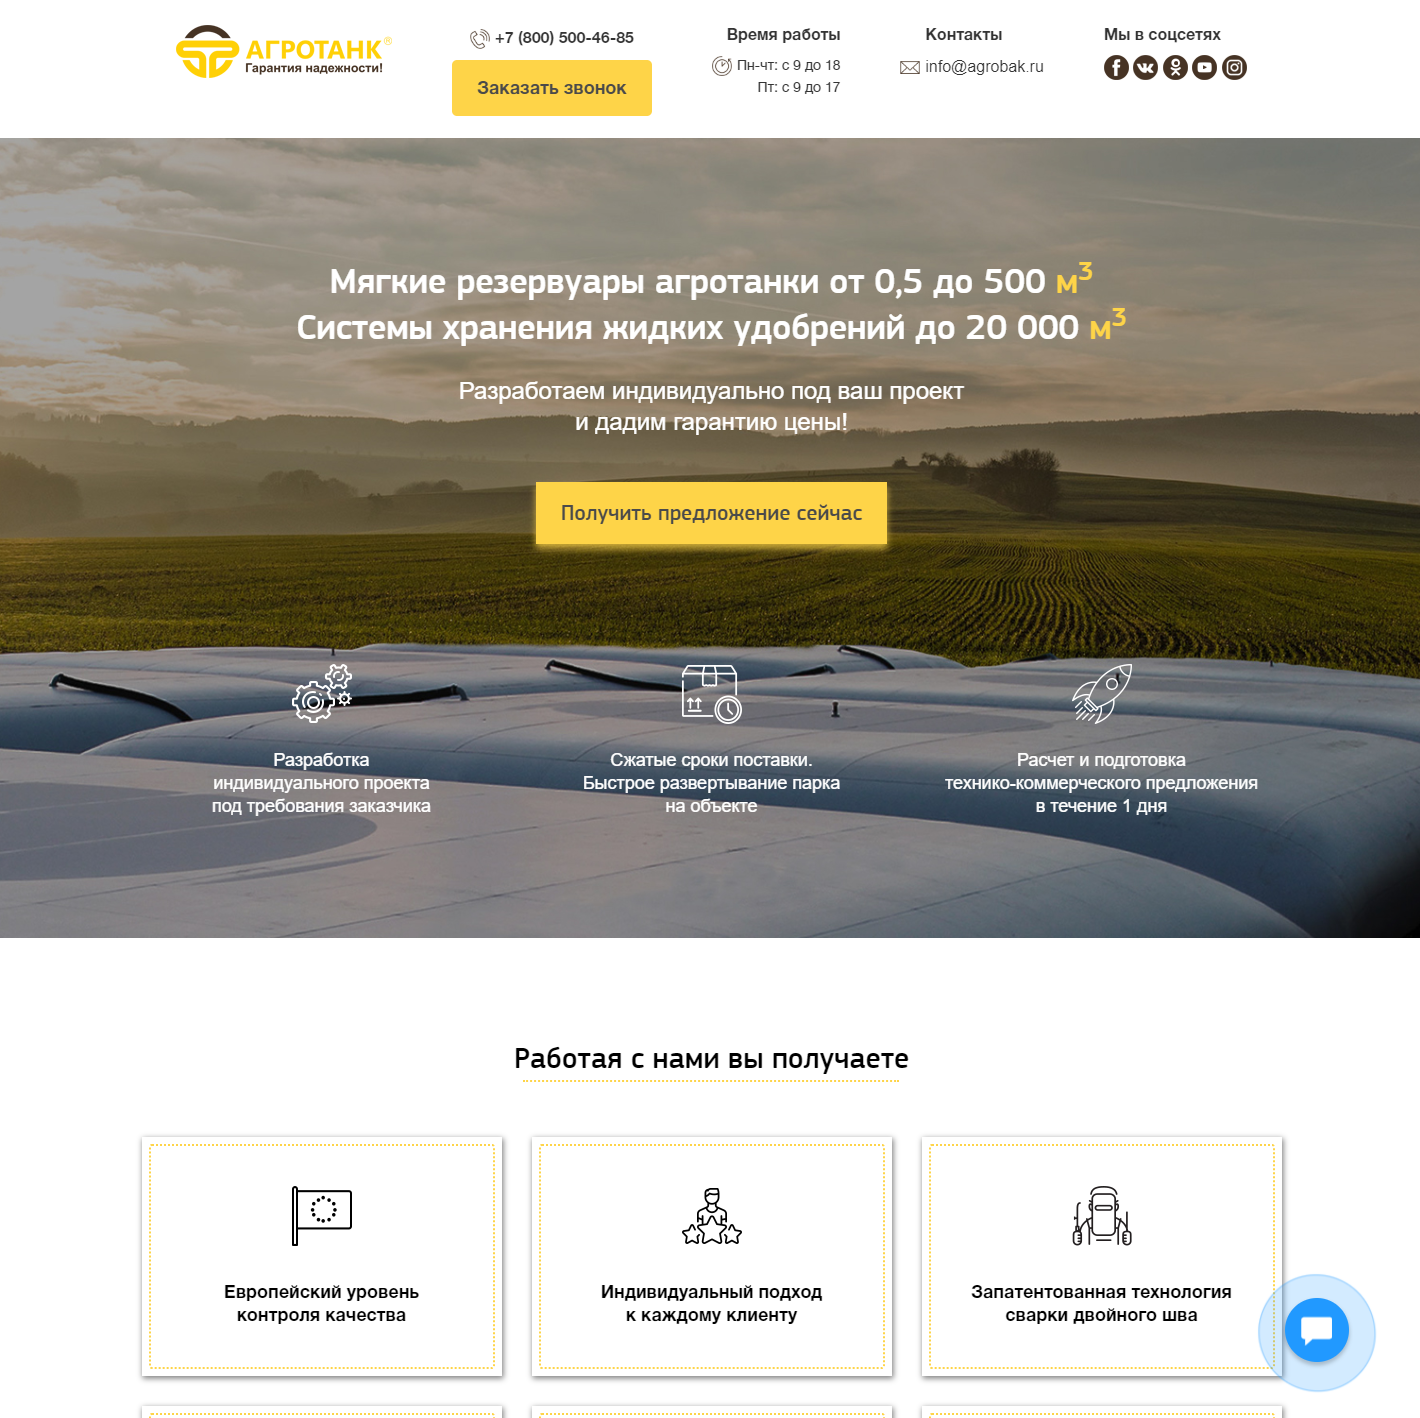 АГРОТАНК®
Гарантия надежности!
+7 (800) 500-46-85
Заказать звонок
Время работы
Пн-чт: с 9 до 18
Пт: с 9 до 17
Контакты
info@agrobak.ru
Мы в соцсетях
Мягкие резервуары агротанки от 0,5 до 500 м³
Системы хранения жидких удобрений до 20 000 м³
Разработаем индивидуально под ваш проект
и дадим гарантию цены!
Получить предложение сейчас
Разработка
индивидуального проекта
под требования заказчика
Сжатые сроки поставки.
Быстрое развертывание парка
на объекте
Расчет и подготовка
технико-коммерческого предложения
в течение 1 дня
Работая с нами вы получаете
Европейский уровень
контроля качества
Индивидуальный подход
к каждому клиенту
Запатентованная технология
сварки двойного шва